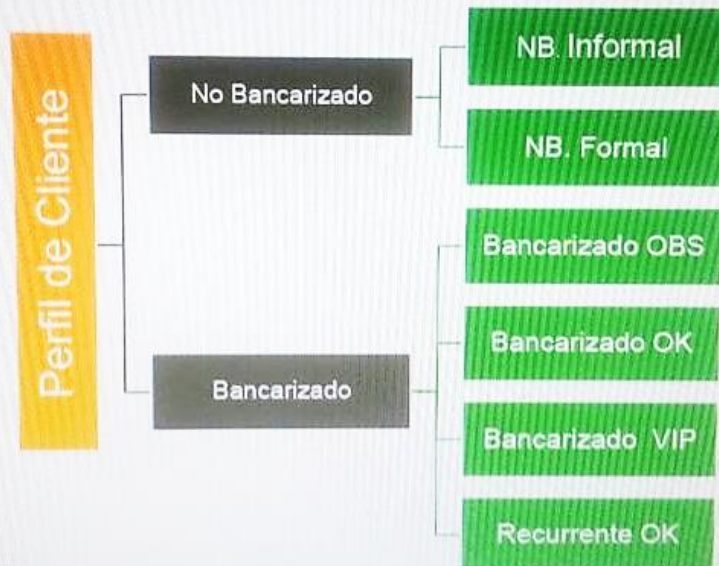 Perfil de Cliente
No Bancarizado
NB. Informal
NB. Formal
Bancarizado
Bancarizado OBS
Bancarizado OK
Bancarizado VIP
Recurrente OK